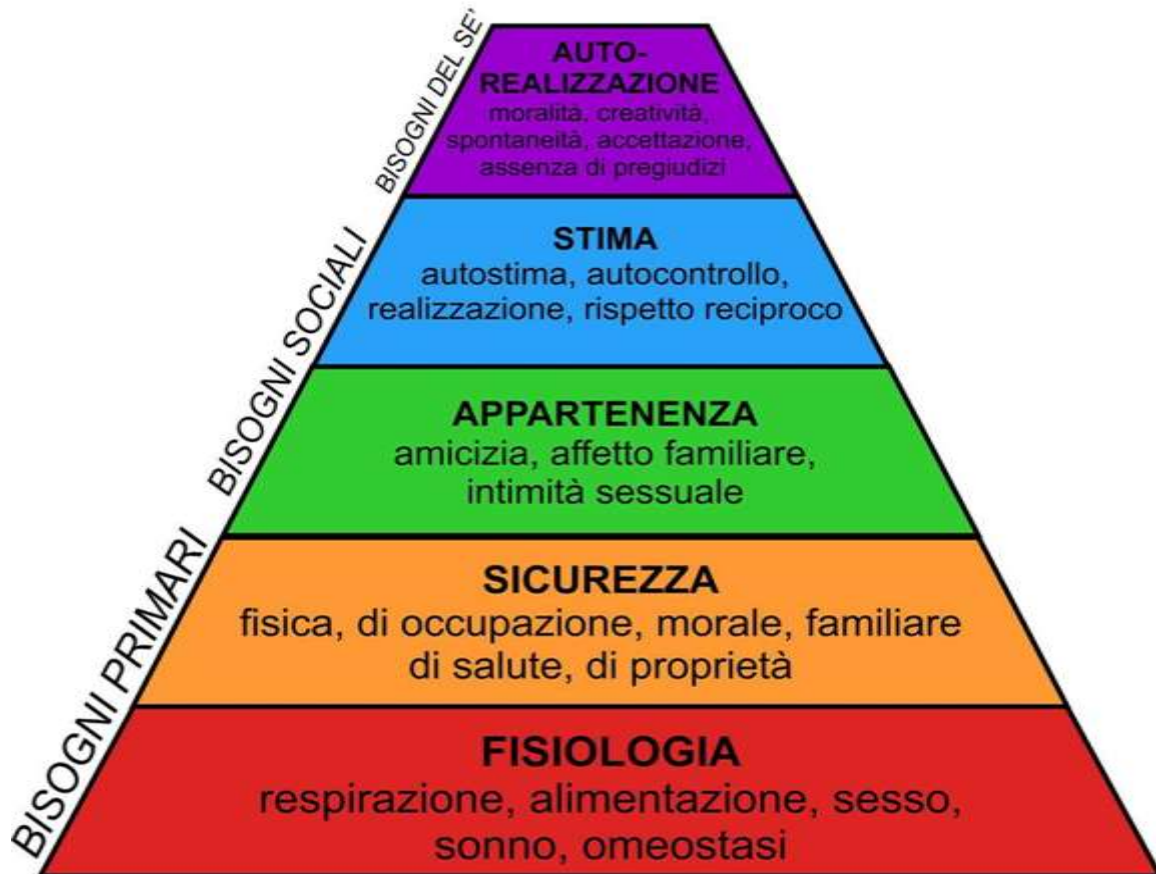 BISOGNI DEL SE'
AUTO-
REALIZZAZIONE
moralità, creatività,
spontaneità, accettazione,
assenza di pregiudizi
BISOGNI SOCIALI
STIMA
autostima, autocontrollo,
realizzazione, rispetto reciproco
APPARTENENZA
amicizia, affetto familiare,
intimità sessuale
BISOGNI PRIMARI
SICUREZZA
fisica, di occupazione, morale, familiare
di salute, di proprietà
FISIOLOGIA
respirazione, alimentazione, sesso,
sonno, omeostasi